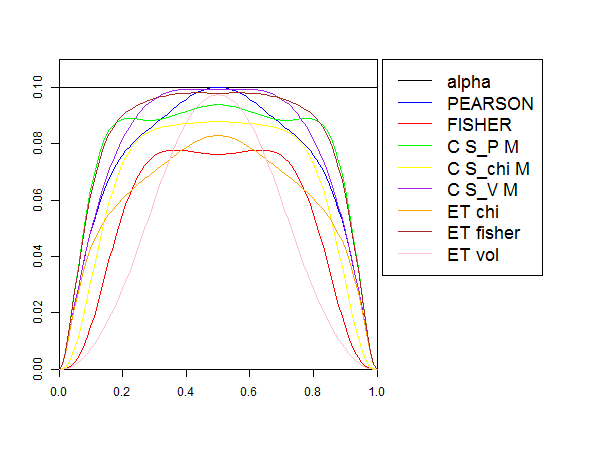 0.10
0.08
0.06
0.04
0.02
0.00
0.0 0.2 0.4 0.6 0.8 1.0
alpha
PEARSON
FISHER
C S_P M
C S_chi M
C S_V M
ET chi
ET fisher
ET vol